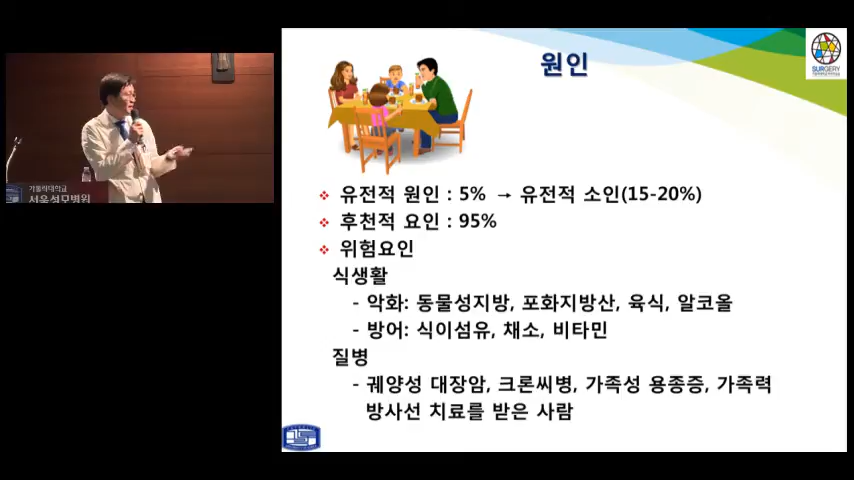 원인
SURGERY
가톨릭대학교
서울성모병원
유전적 원인 : 5% → 유전적 소인(15-20%)
후천적 요인 : 95%
위험요인
식생활
- 악화: 동물성지방, 포화지방산, 육식, 알코올
- 방어: 식이섬유, 채소, 비타민
질병
- 궤양성 대장암, 크론씨병, 가족성 용종증, 가족력
방사선 치료를 받은 사람